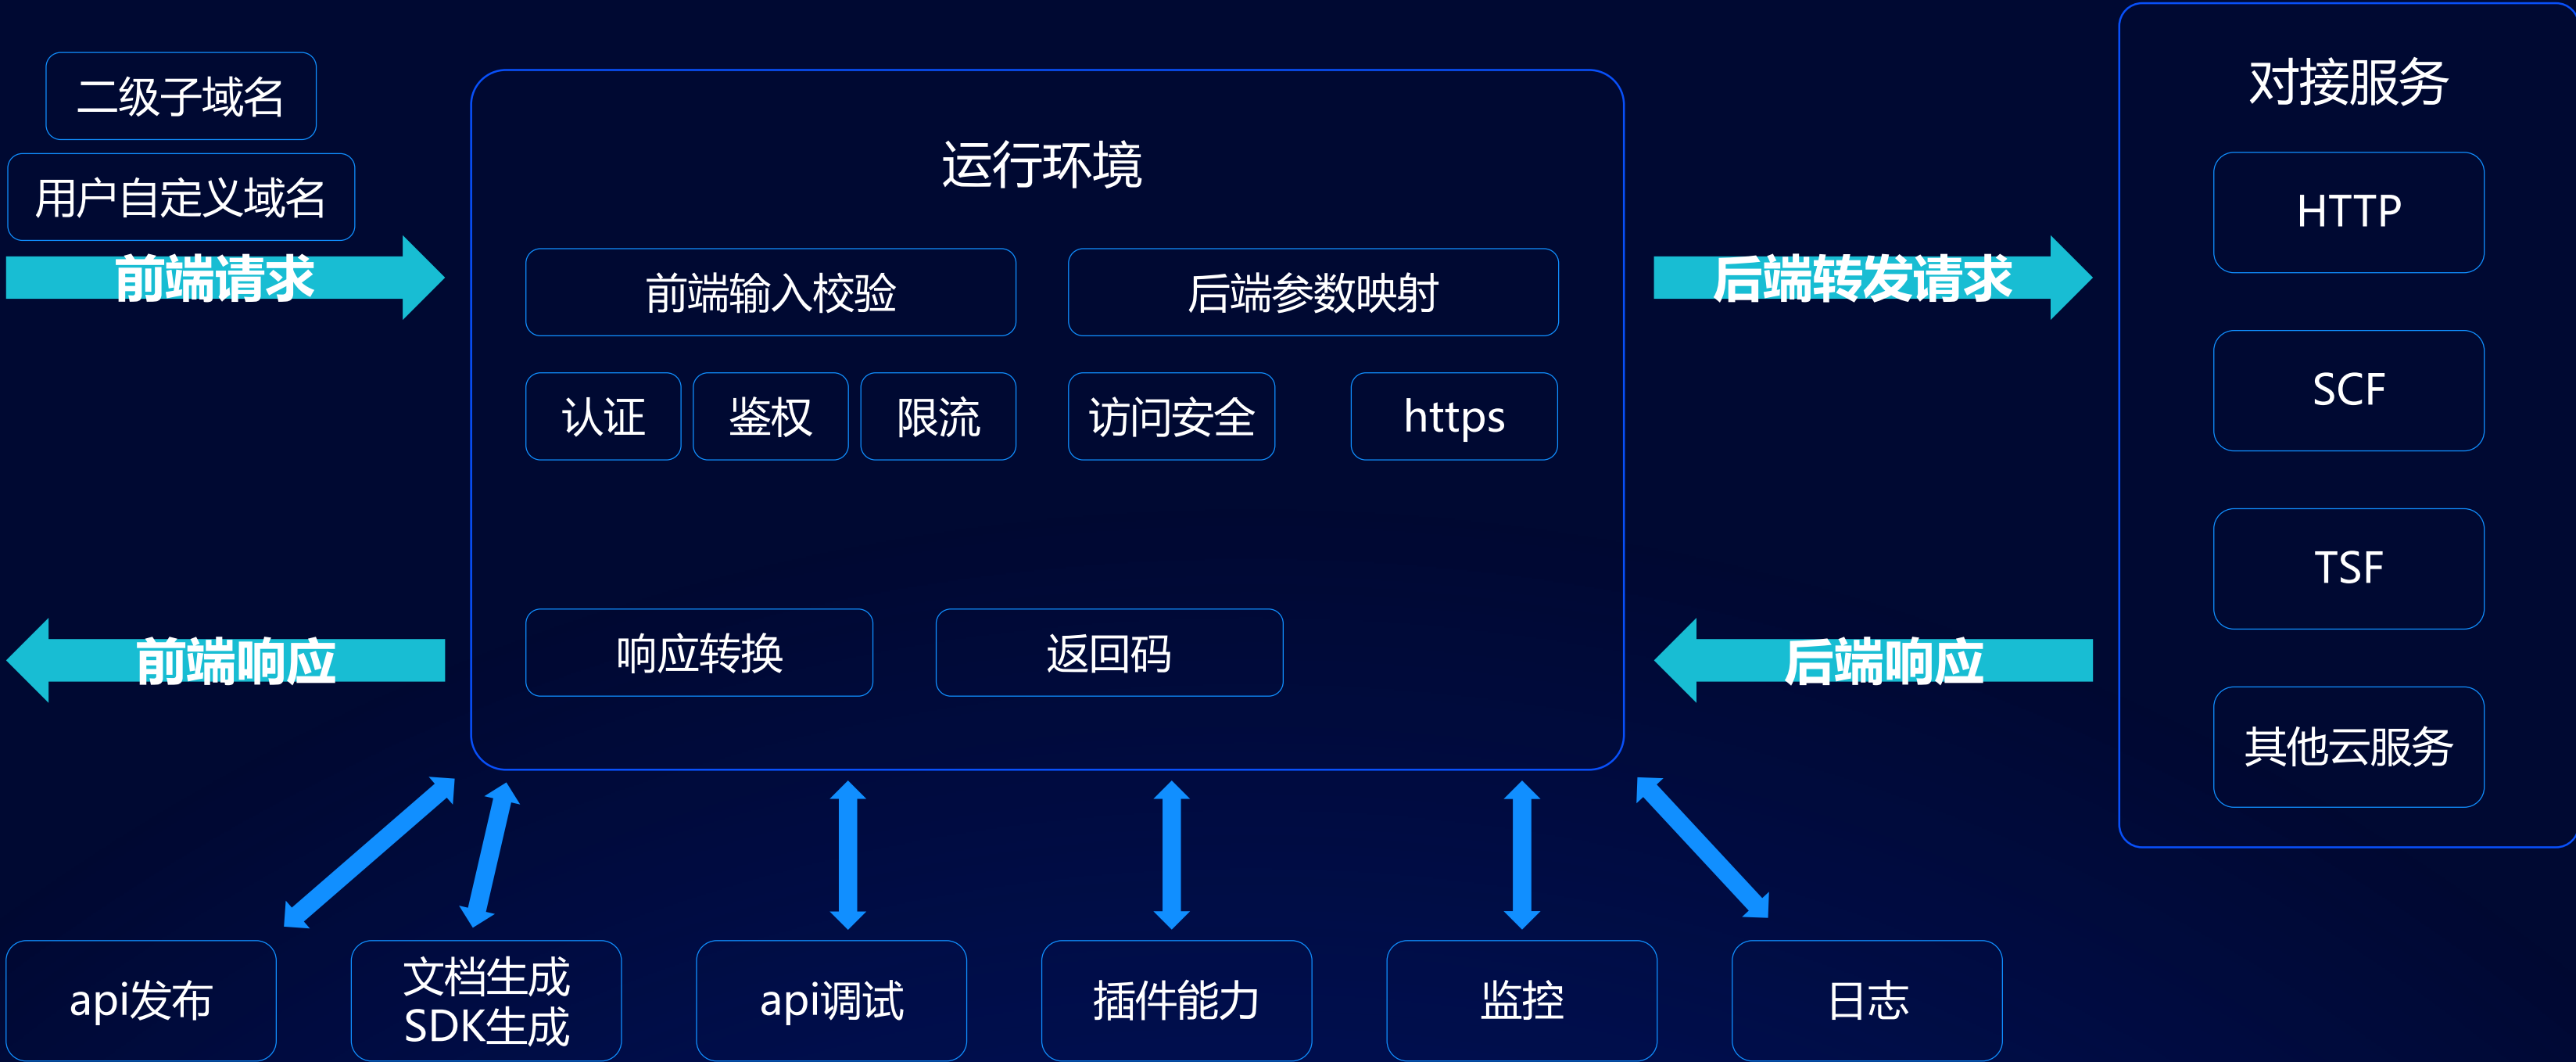 二级子域名
用户自定义域名
前端请求
前端响应
运行环境
前端输入校验
后端参数映射
认证
鉴权
限流
访问安全
https
响应转换
返回码
后端转发请求
后端响应
对接服务
HTTP
SCF
TSF
其他云服务
api发布
文档生成
SDK生成
api调试
插件能力
监控
日志